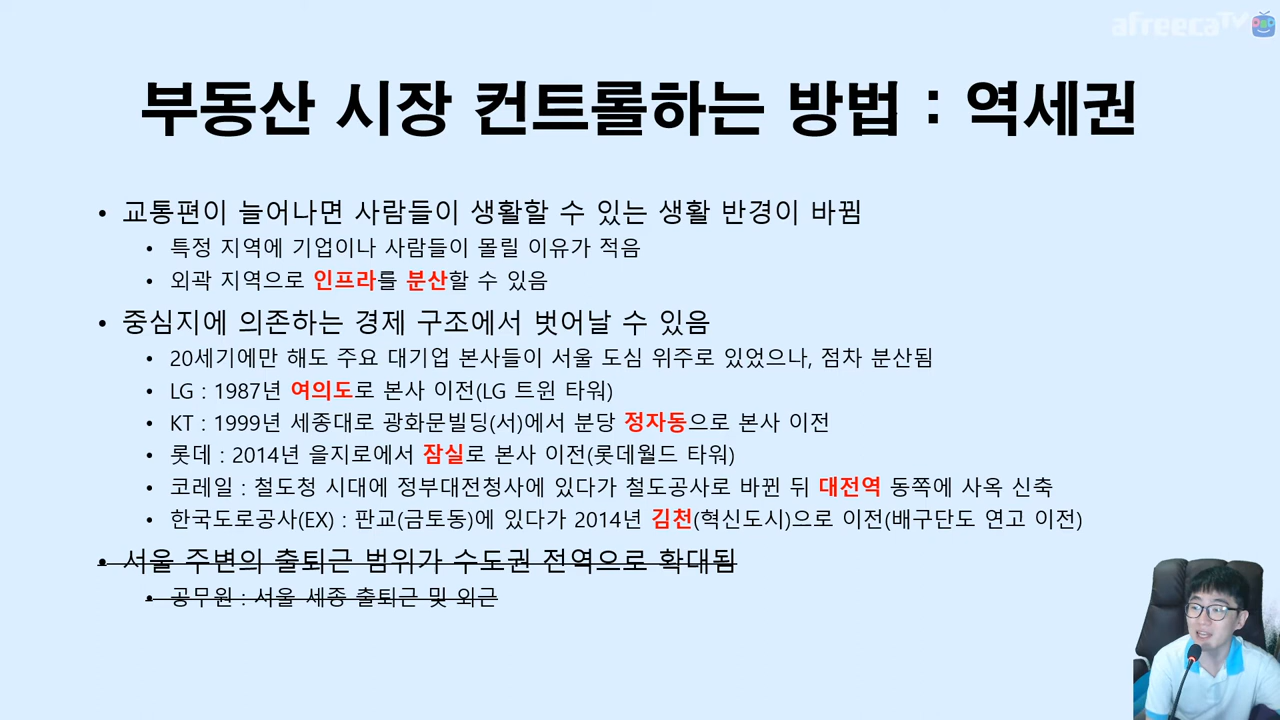 afreecaTV
부동산 시장 컨트롤하는 방법 : 역세권
• 교통편이 늘어나면 사람들이 생활할 수 있는 생활 반경이 바뀜
• 특정 지역에 기업이나 사람들이 몰릴 이유가 적음
• 외곽 지역으로 인프라를 분산할 수 있음
• 중심지에 의존하는 경제 구조에서 벗어날 수 있음
• 20세기에만 해도 주요 대기업 본사들이 서울 도심 위주로 있었으나, 점차 분산됨
• LG : 1987년 여의도로 본사 이전(LG 트윈 타워)
• KT : 1999년 세종대로 광화문빌딩(서)에서 분당 정자동으로 본사 이전
• 롯데 : 2014년 을지로에서 잠실로 본사 이전(롯데월드 타워)
• 코레일 : 철도청 시대에 정부대전청사에 있다가 철도공사로 바뀐 뒤 대전역 동쪽에 사옥 신축
• 한국도로공사(EX) : 판교(금토동)에 있다가 2014년 김천(혁신도시)으로 이전(배구단도 연고 이전)
• 서울 주변의 출퇴근 범위가 수도권 전역으로 확대됨
• 공무원 : 서울 세종 출퇴근 및 외근